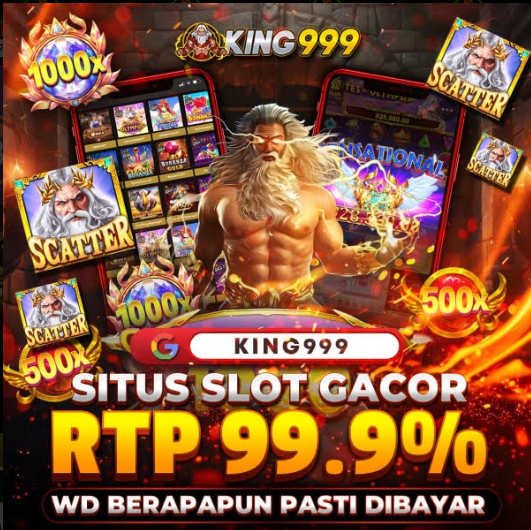 KING999
1000x
SCATTER
SCATTER
SENSATIONAL
SCATTER
1000x
500x
SCATTER
500x
G KING999
SITUS SLOT GACOR
RTP 99.9%
WD BERAPAPUN PASTI DIBAYAR